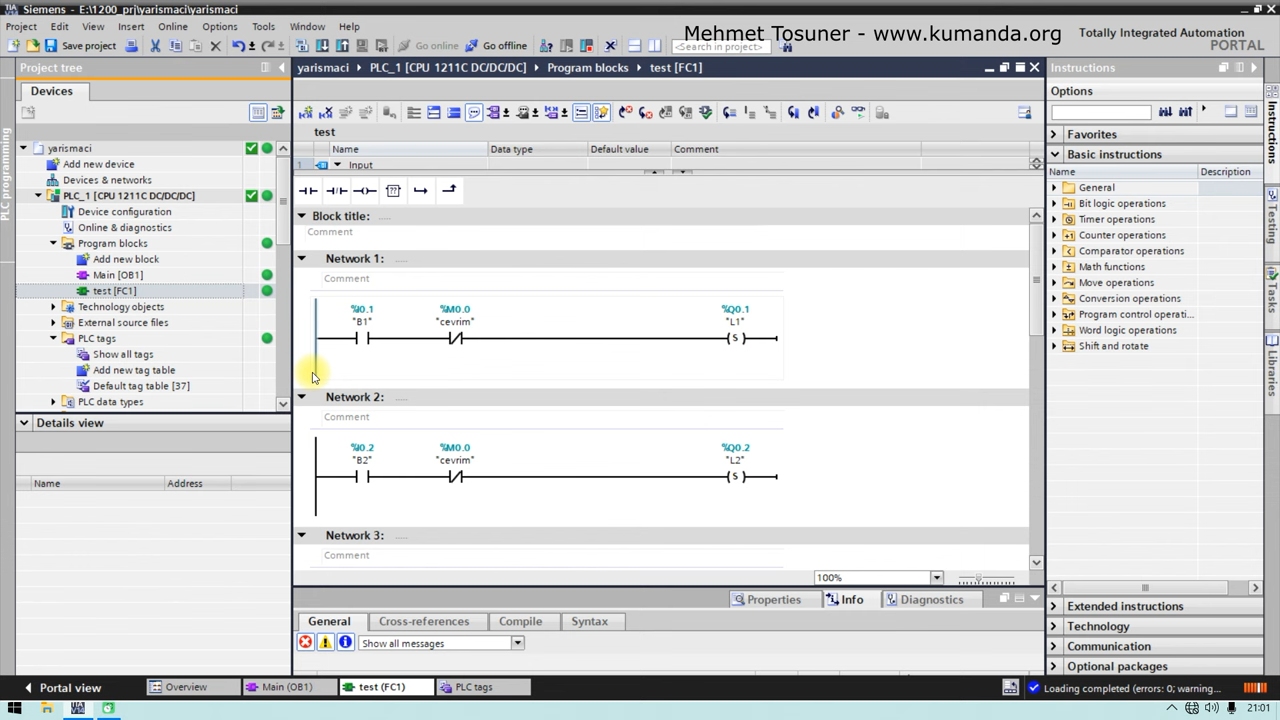 Siemens - E:\1200_prj\yarismaci\yarismaci
Mehmet Tosuner - www.kumanda.org
Project Edit View Insert Online Options Tools Window Help
Totally Integrated Automation
PORTAL
Save project
Go online
Go offline
<Search in project>
Project tree
yarismaci PLC_1 [CPU 1211C DC/DC/DC] Program blocks test [FC1]
Instructions
Devices
Options
test
Name
Data type
Default value
Comment
1
Input
yarismaci
Add new device
Devices & networks
PLC_1 [CPU 1211C DC/DC/DC]
Device configuration
Online & diagnostics
Program blocks
Add new block
Main [OB1]
test [FC1]
Technology objects
External source files
PLC tags
Show all tags
Add new tag table
Default tag table [37]
PLC data types
Details view
Name
Address
PLC programming
Block title:
Comment
Network 1:
Comment
%I0.1
"B1"
%M0.0
"cevrim"
%Q0.1
"L1"
S
Network 2:
Comment
%I0.2
"B2"
%M0.0
"cevrim"
%Q0.2
"L2"
S
Network 3:
Comment
100%
Properties
Info
Diagnostics
General
Cross-references
Compile
Syntax
Show all messages
Favorites
Basic instructions
Name
Description
General
Bit logic operations
Timer operations
Counter operations
Comparator operations
Math functions
Move operations
Conversion operations
Program control operati...
Word logic operations
Shift and rotate
Extended instructions
Technology
Communication
Optional packages
Instructions
Testing
Tasks
Libraries
Portal view
Overview
Main (OB1)
test (FC1)
PLC tags
Loading completed (errors: 0; warning...
21:01